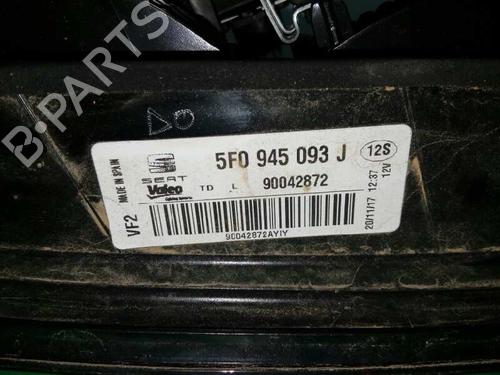 B-PARTS
5F0 945 093 J
12S
SEAT
Valeo
TD L 90042872
MADE IN SPAIN
VF2
90042872AYIY
20/11/17 12:37
12V